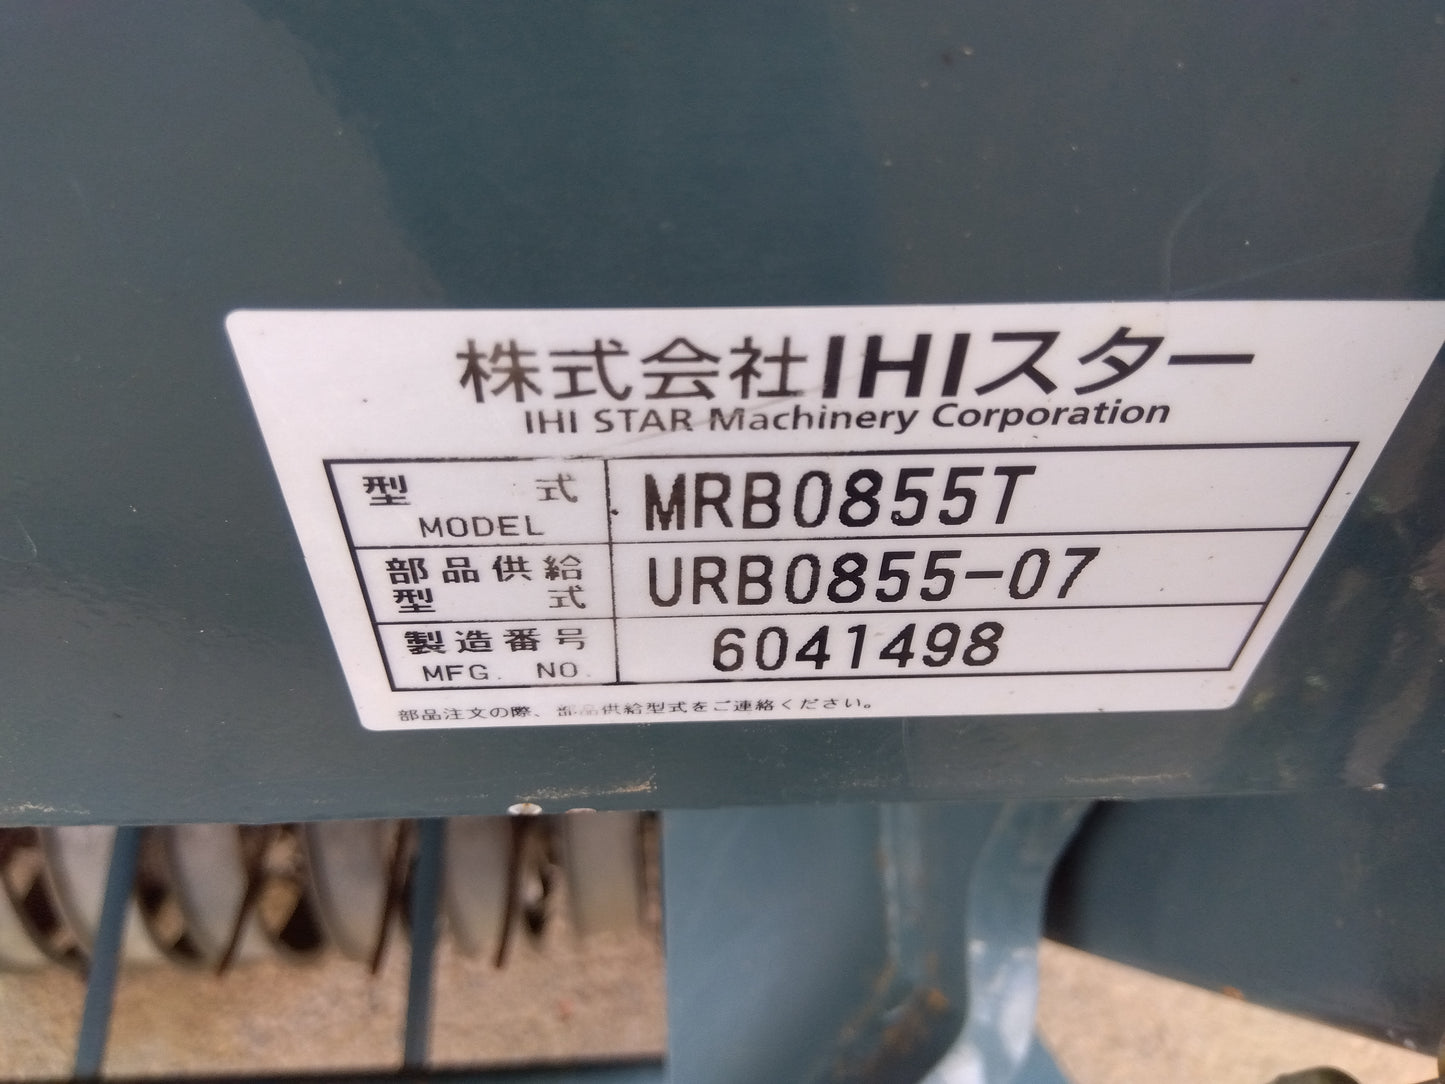 株式会社IHIスター
IHI STAR Machinery Corporation
型式 MRB0855T
MODEL
部品供給 URB0855-07
型式
製造番号 6041498
MFG. NO.
部品注文の際、部品供給型式をご連絡ください。